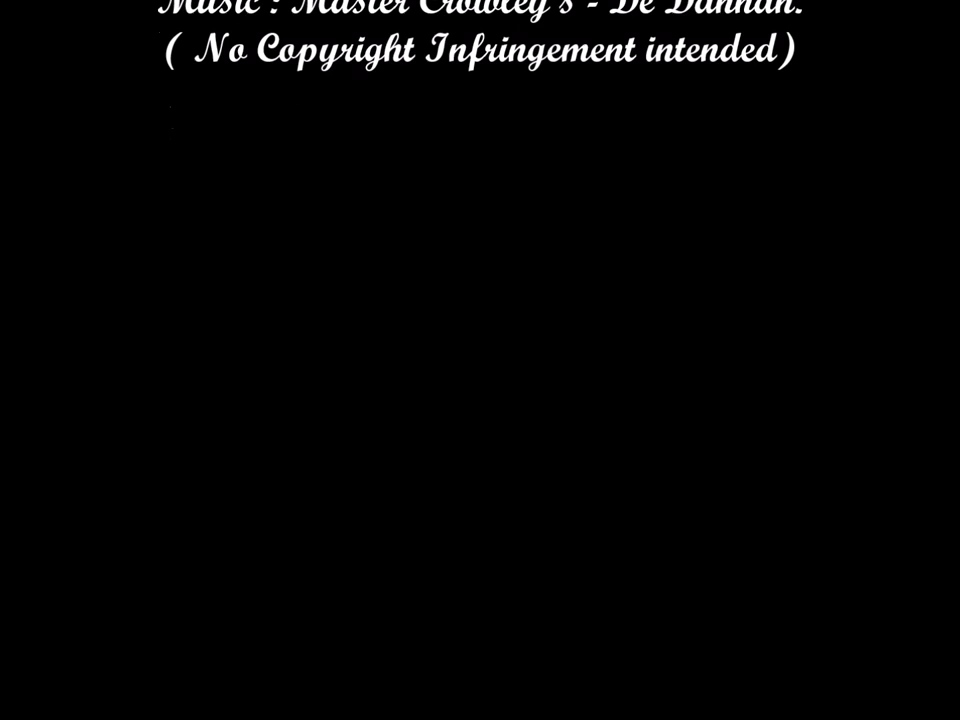 Music : Master Crowley's - De Dannan.
( No Copyright Infringement intended)